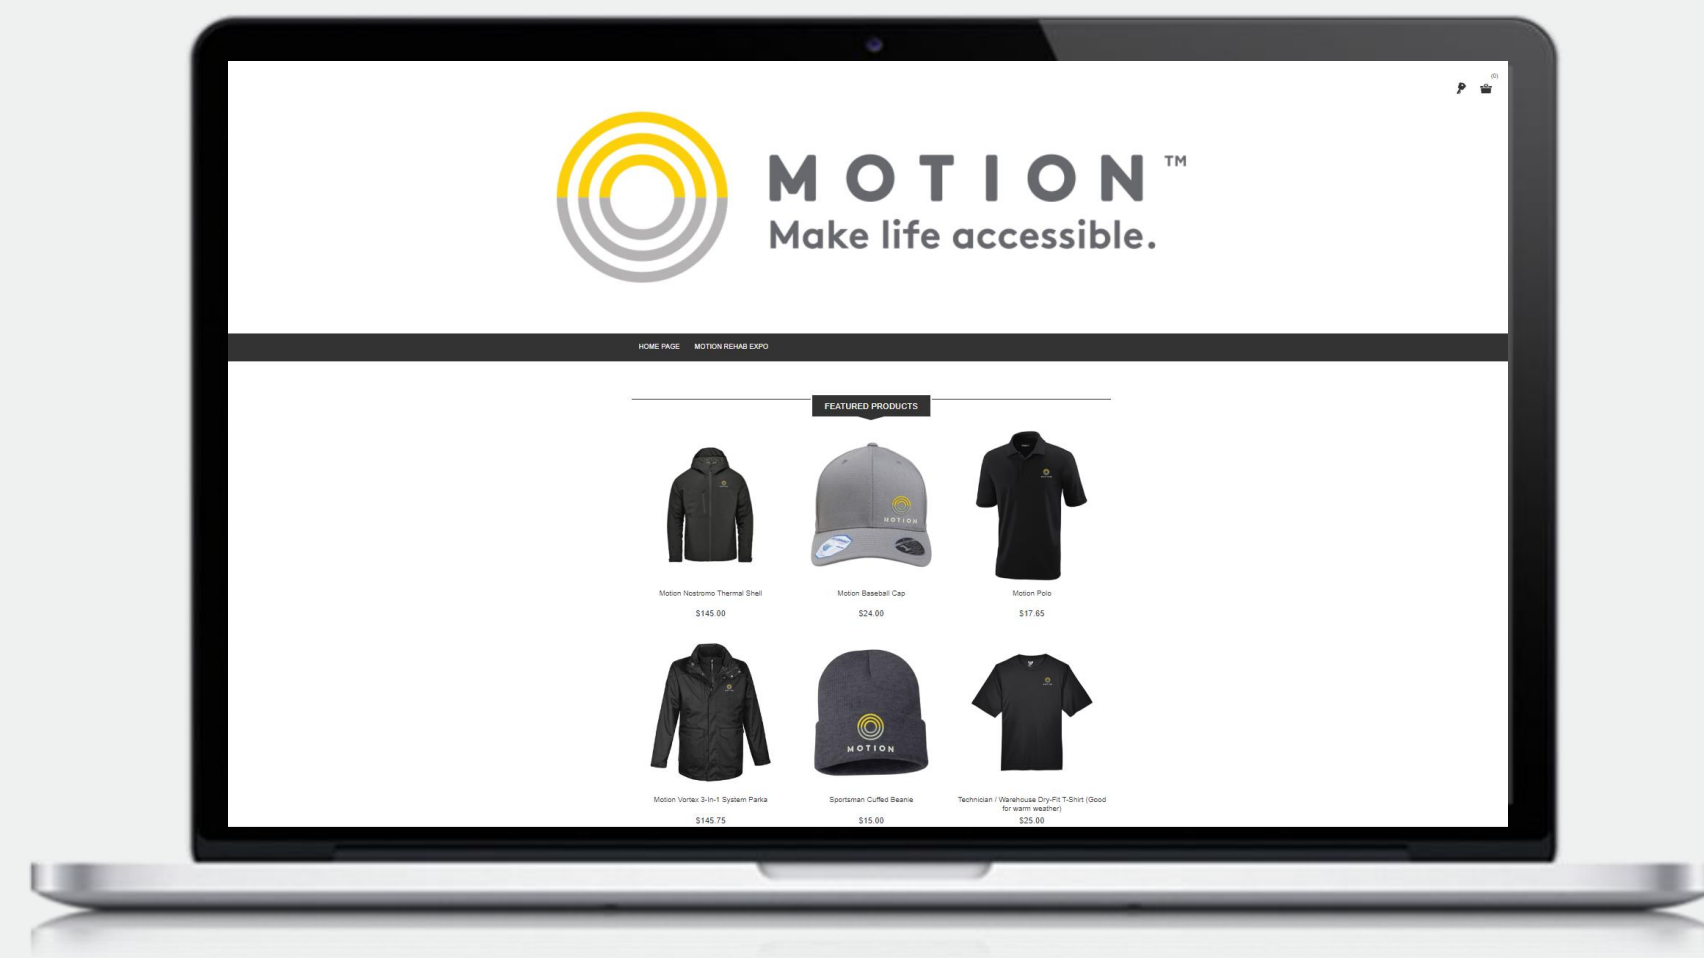 (0)
MOTION™
Make life accessible.
HOME PAGE MOTION REHAB EXPO
FEATURED PRODUCTS
MOTION
Motion Nostromo Thermal Shell
Motion Baseball Cap
Motion Polo
$145.00
$24.00
$17.65
MOTION
Motion Vortex 3-In-1 System Parka
Sportsman Cuffed Beanie
Technician / Warehouse Dry-Fit T-Shirt (Good
for warm weather)
$145.75
$15.00
$25.00